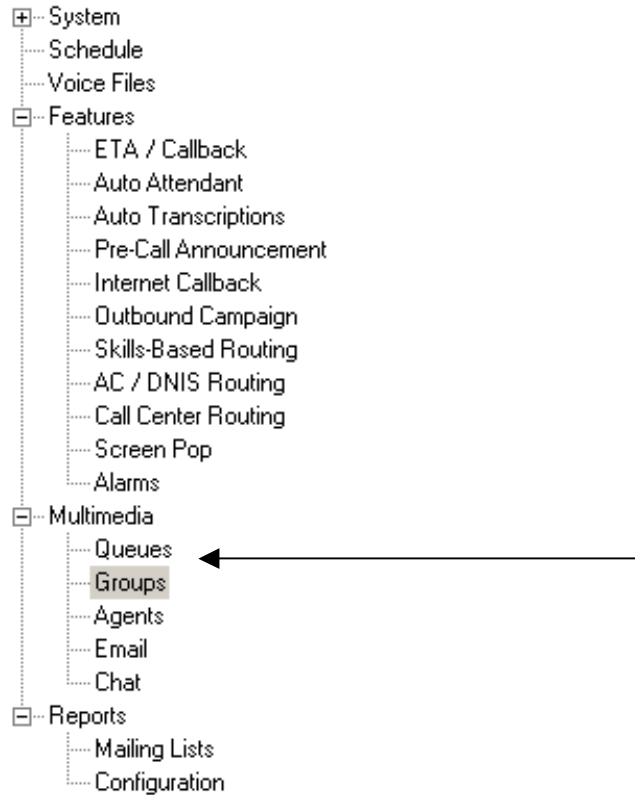 System
Schedule
Voice Files
Features
ETA / Callback
Auto Attendant
Auto Transcriptions
Pre-Call Announcement
Internet Callback
Outbound Campaign
Skills-Based Routing
AC / DNIS Routing
Call Center Routing
Screen Pop
Alarms
Multimedia
Queues
Groups
Agents
Email
Chat
Reports
Mailing Lists
Configuration